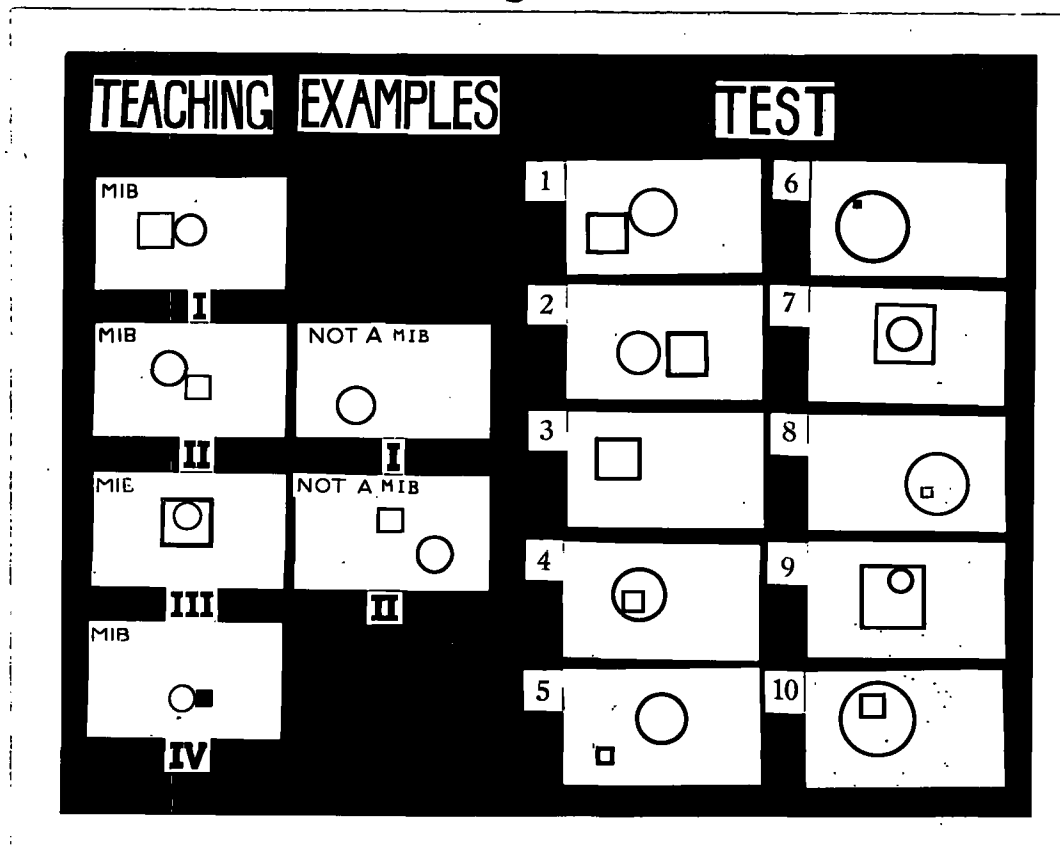 TEACHING EXAMPLES
TEST
MIB
I
MIB
II
NOT A MIB
I
MIE
III
NOT A MIB
II
MIB
IV
1
2
3
4
5
6
7
8
9
10